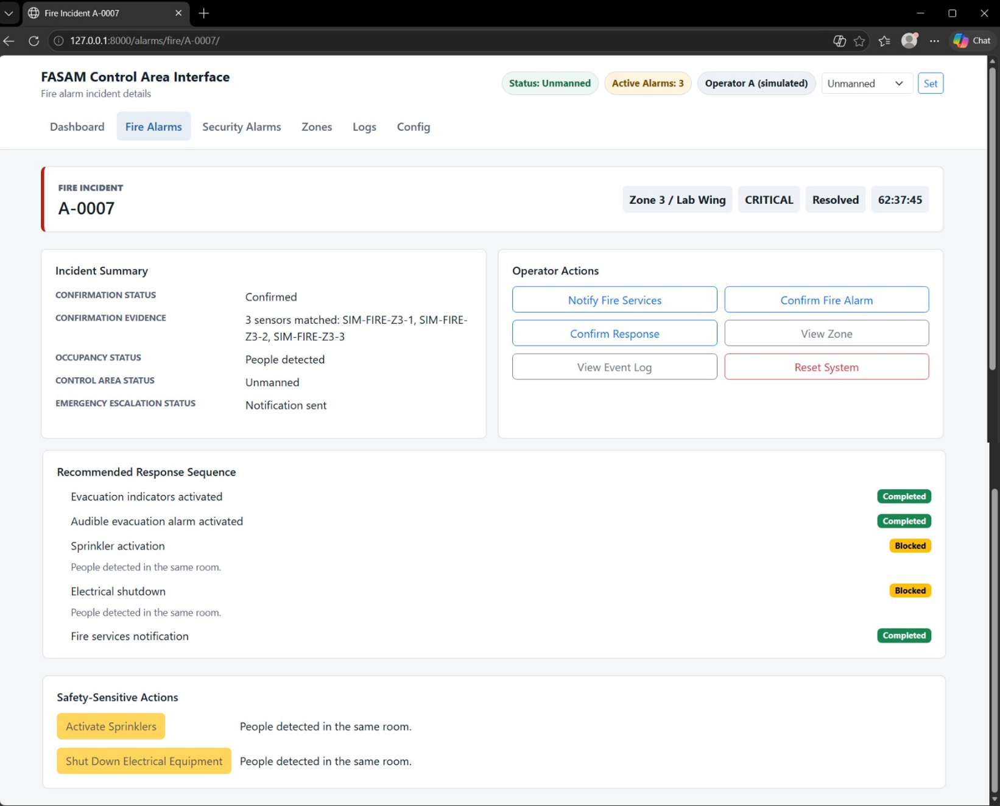 Fire Incident A-0007
127.0.0.1:8000/alarms/fire/A-0007/
Chat
FASAM Control Area Interface
Fire alarm incident details
Status: Unmanned
Active Alarms: 3
Operator A (simulated)
Unmanned
Set
Dashboard
Fire Alarms
Security Alarms
Zones
Logs
Config
FIRE INCIDENT
A-0007
Zone 3 / Lab Wing
CRITICAL
Resolved
62:37:45
Incident Summary
CONFIRMATION STATUS
Confirmed
CONFIRMATION EVIDENCE
3 sensors matched: SIM-FIRE-Z3-1, SIM-FIRE-
Z3-2, SIM-FIRE-Z3-3
OCCUPANCY STATUS
People detected
CONTROL AREA STATUS
Unmanned
EMERGENCY ESCALATION STATUS
Notification sent
Operator Actions
Notify Fire Services
Confirm Fire Alarm
Confirm Response
View Zone
View Event Log
Reset System
Recommended Response Sequence
Evacuation indicators activated
Completed
Audible evacuation alarm activated
Completed
Sprinkler activation
Blocked
People detected in the same room.
Electrical shutdown
Blocked
People detected in the same room.
Fire services notification
Completed
Safety-Sensitive Actions
Activate Sprinklers
People detected in the same room.
Shut Down Electrical Equipment
People detected in the same room.